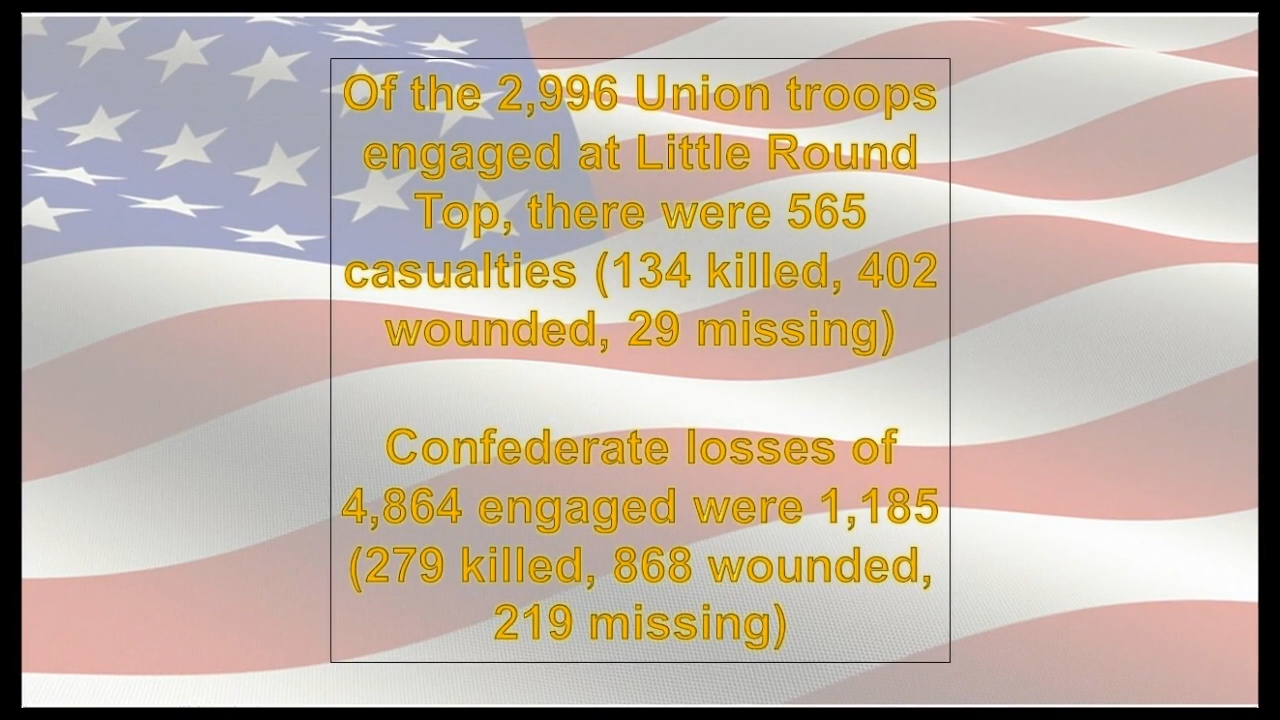 Of the 2,996 Union troops
engaged at Little Round
Top, there were 565
casualties (134 killed, 402
wounded, 29 missing)
Confederate losses of
4,864 engaged were 1,185
(279 killed, 868 wounded,
219 missing)